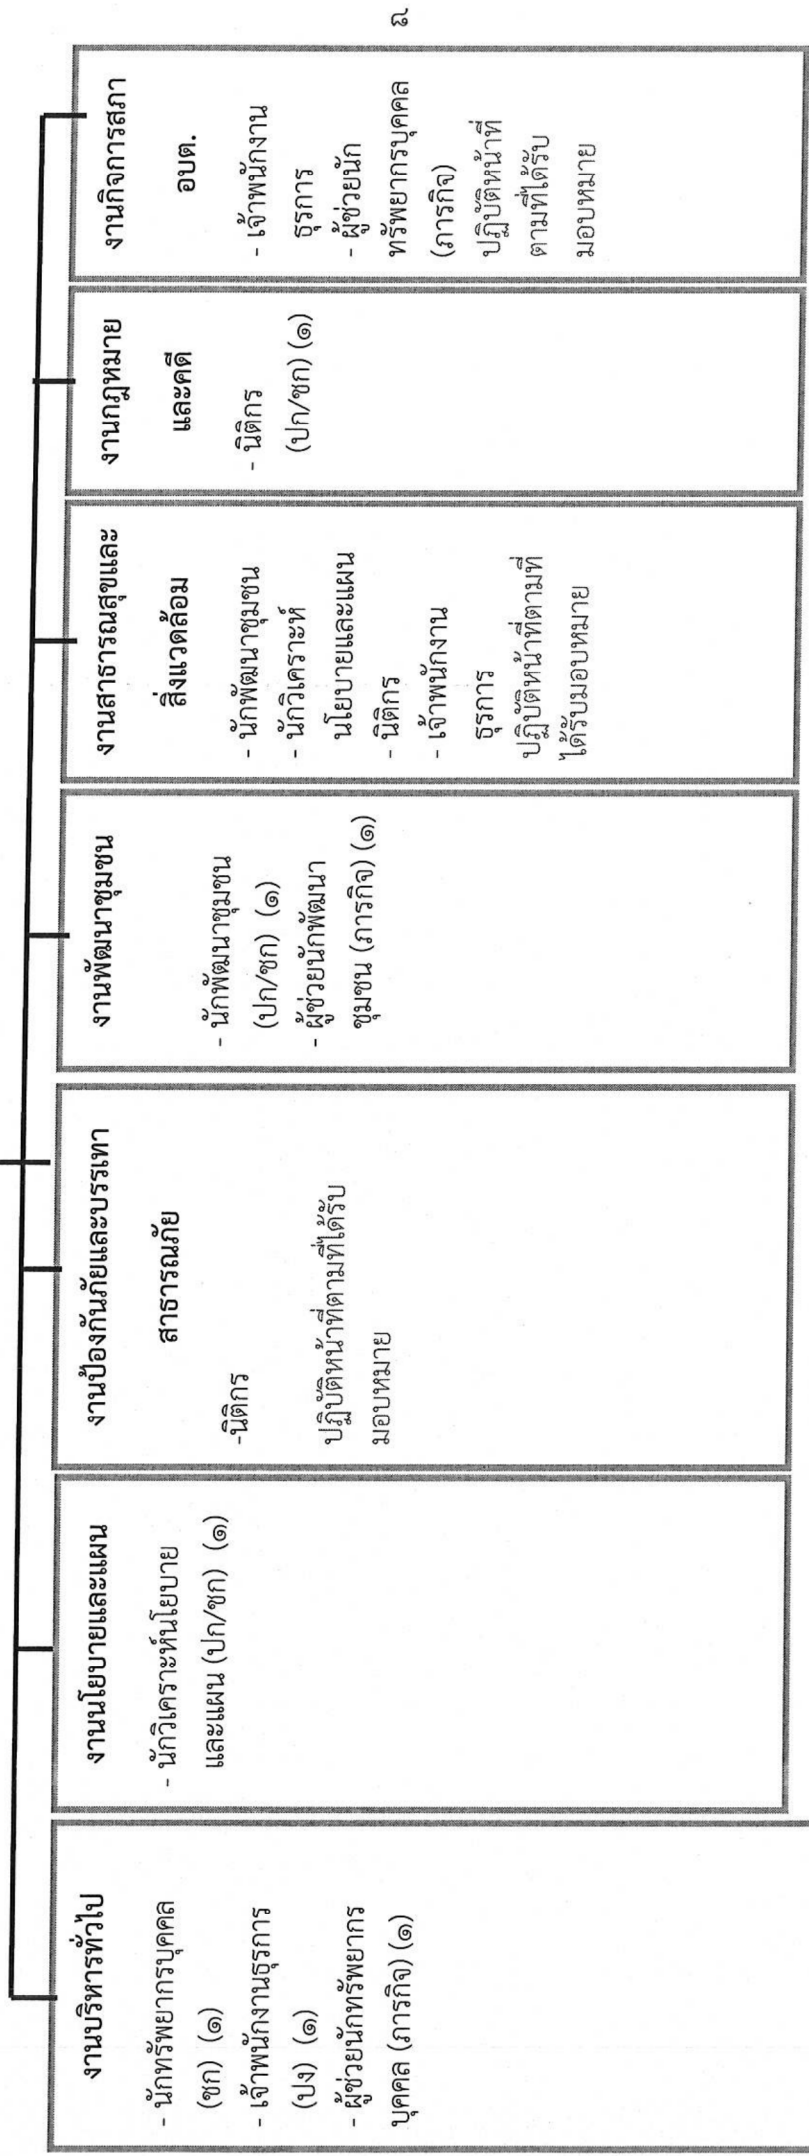 งานบริหารทั่วไป
- นักทรัพยากรบุคคล
(ชก) (๑)
- เจ้าพนักงานธุรการ
(ปง) (๑)
- ผู้ช่วยนักทรัพยากร
บุคคล (ภารกิจ) (๑)
งานนโยบายและแผน
- นักวิเคราะห์นโยบาย
และแผน (ปก/ชก) (๑)
งานป้องกันภัยและบรรเทา
สาธารณภัย
-นิติกร
ปฏิบัติหน้าที่ตามที่ได้รับ
มอบหมาย
งานพัฒนาชุมชน
- นักพัฒนาชุมชน
(ปก/ชก) (๑)
- ผู้ช่วยนักพัฒนา
ชุมชน (ภารกิจ) (๑)
งานสาธารณสุขและ
สิ่งแวดล้อม
- นักพัฒนาชุมชน
- นักวิเคราะห์
นโยบายและแผน
- นิติกร
- เจ้าพนักงาน
ธุรการ
ปฏิบัติหน้าที่ตามที่
ได้รับมอบหมาย
งานกฎหมาย
และคดี
- นิติกร
(ปก/ชก) (๑)
งานกิจการสภา
อบต.
- เจ้าพนักงาน
ธุรการ
- ผู้ช่วยนัก
ทรัพยากรบุคคล
(ภารกิจ)
ปฏิบัติหน้าที่
ตามที่ได้รับ
มอบหมาย